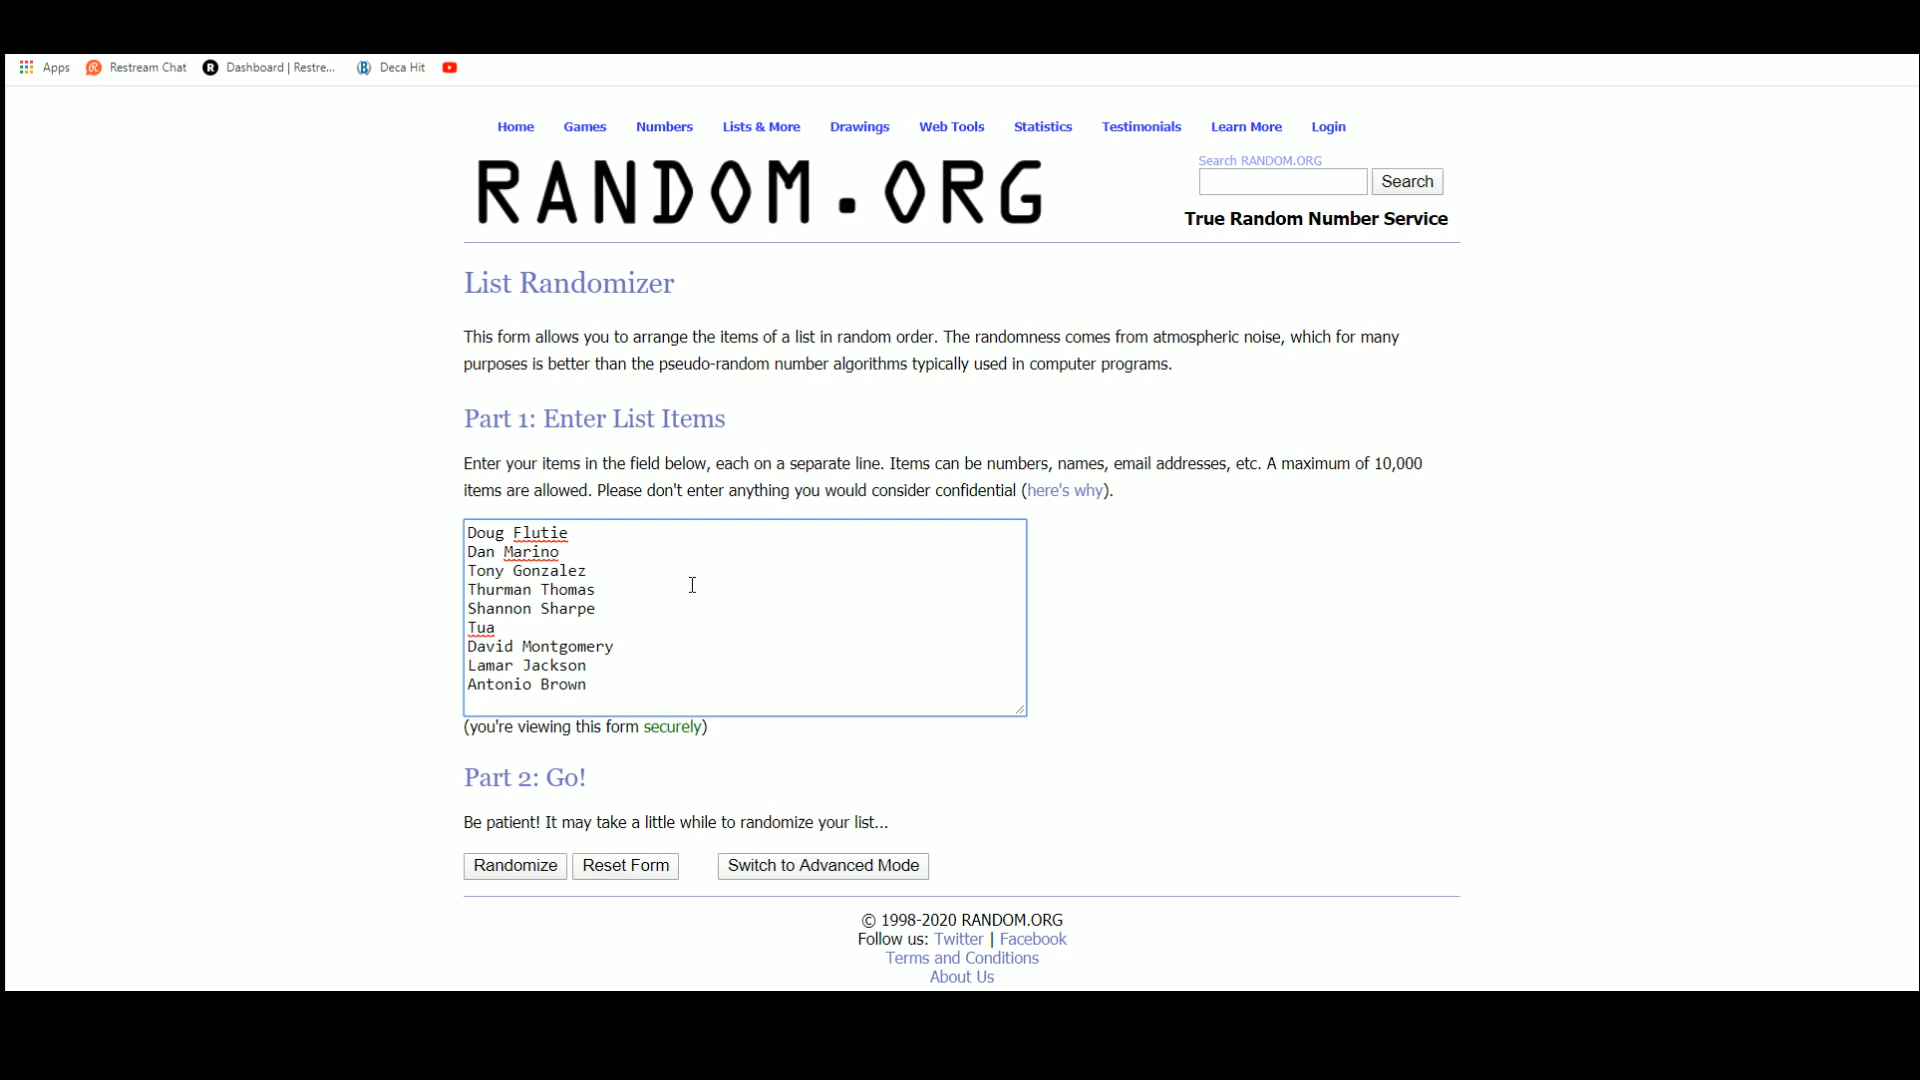 Apps Restream Chat Dashboard | Restre... Deca Hit
Home Games Numbers Lists & More Drawings Web Tools Statistics Testimonials Learn More Login
RANDOM.ORG
Search RANDOM.ORG
Search
True Random Number Service
List Randomizer
This form allows you to arrange the items of a list in random order. The randomness comes from atmospheric noise, which for many
purposes is better than the pseudo-random number algorithms typically used in computer programs.
Part 1: Enter List Items
Enter your items in the field below, each on a separate line. Items can be numbers, names, email addresses, etc. A maximum of 10,000
items are allowed. Please don't enter anything you would consider confidential (here's why).
Doug Flutie
Dan Marino
Tony Gonzalez
Thurman Thomas
Shannon Sharpe
Tua
David Montgomery
Lamar Jackson
Antonio Brown
(you're viewing this form securely)
Part 2: Go!
Be patient! It may take a little while to randomize your list...
Randomize Reset Form Switch to Advanced Mode
© 1998-2020 RANDOM.ORG
Follow us: Twitter | Facebook
Terms and Conditions
About Us